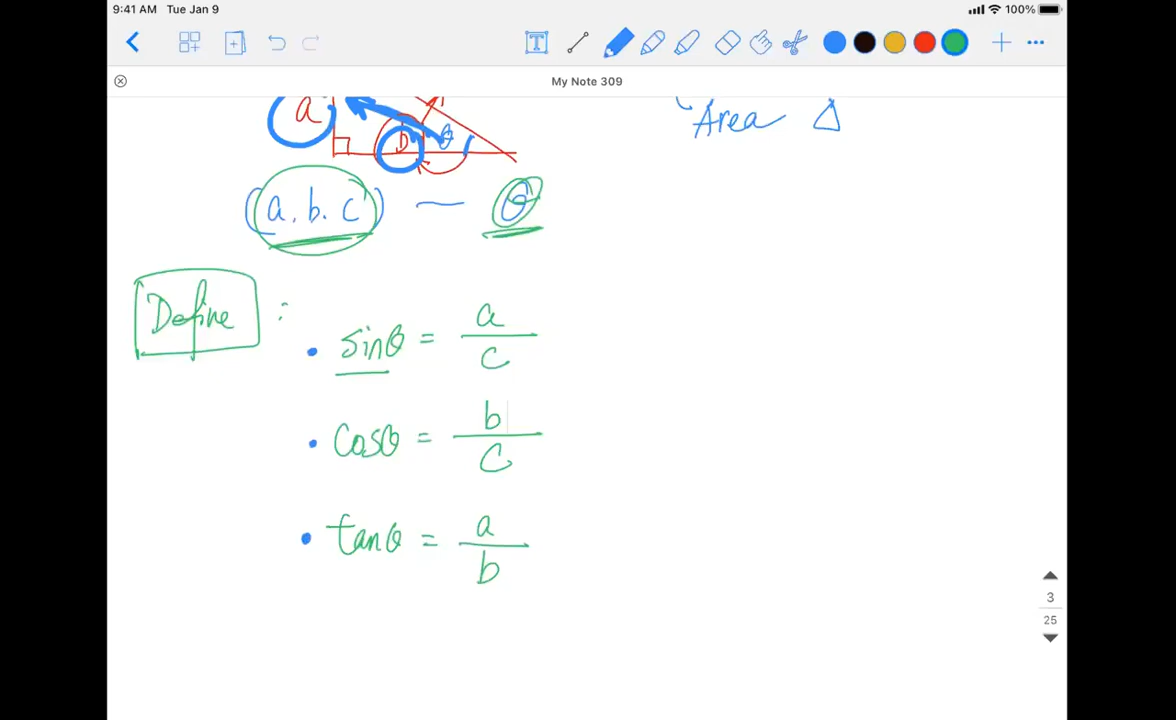 9:41 AM Tue Jan 9 100%
My Note 309
a
b θ
Area Δ
(a, b, c) ~ θ
Define :
• sinθ = a/c
• cosθ = b/c
• tanθ = a/b
3
25